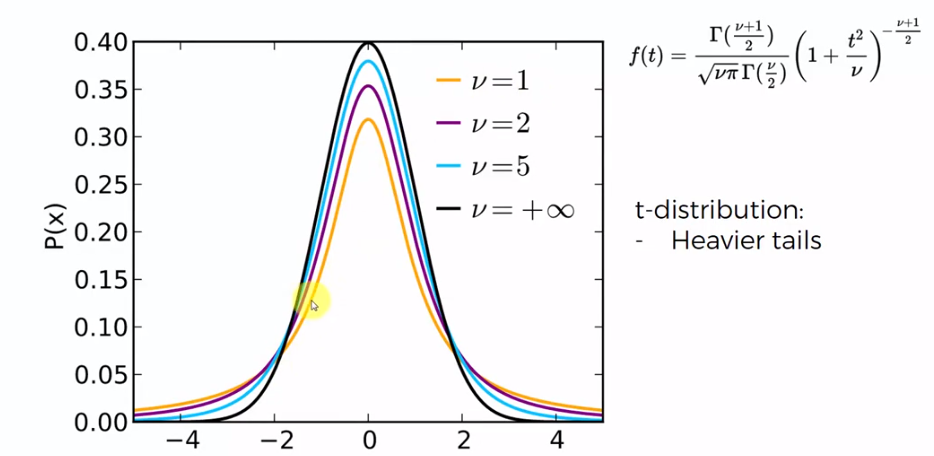 f(t) = Γ((ν+1)/2) / (√(νπ) Γ(ν/2)) (1 + t²/ν)^(-(ν+1)/2)
0.40
0.35
0.30
0.25
0.20
0.15
0.10
0.05
0.00
P(x)
−4
−2
0
2
4
ν=1
ν=2
ν=5
ν=+∞
t-distribution:
- Heavier tails